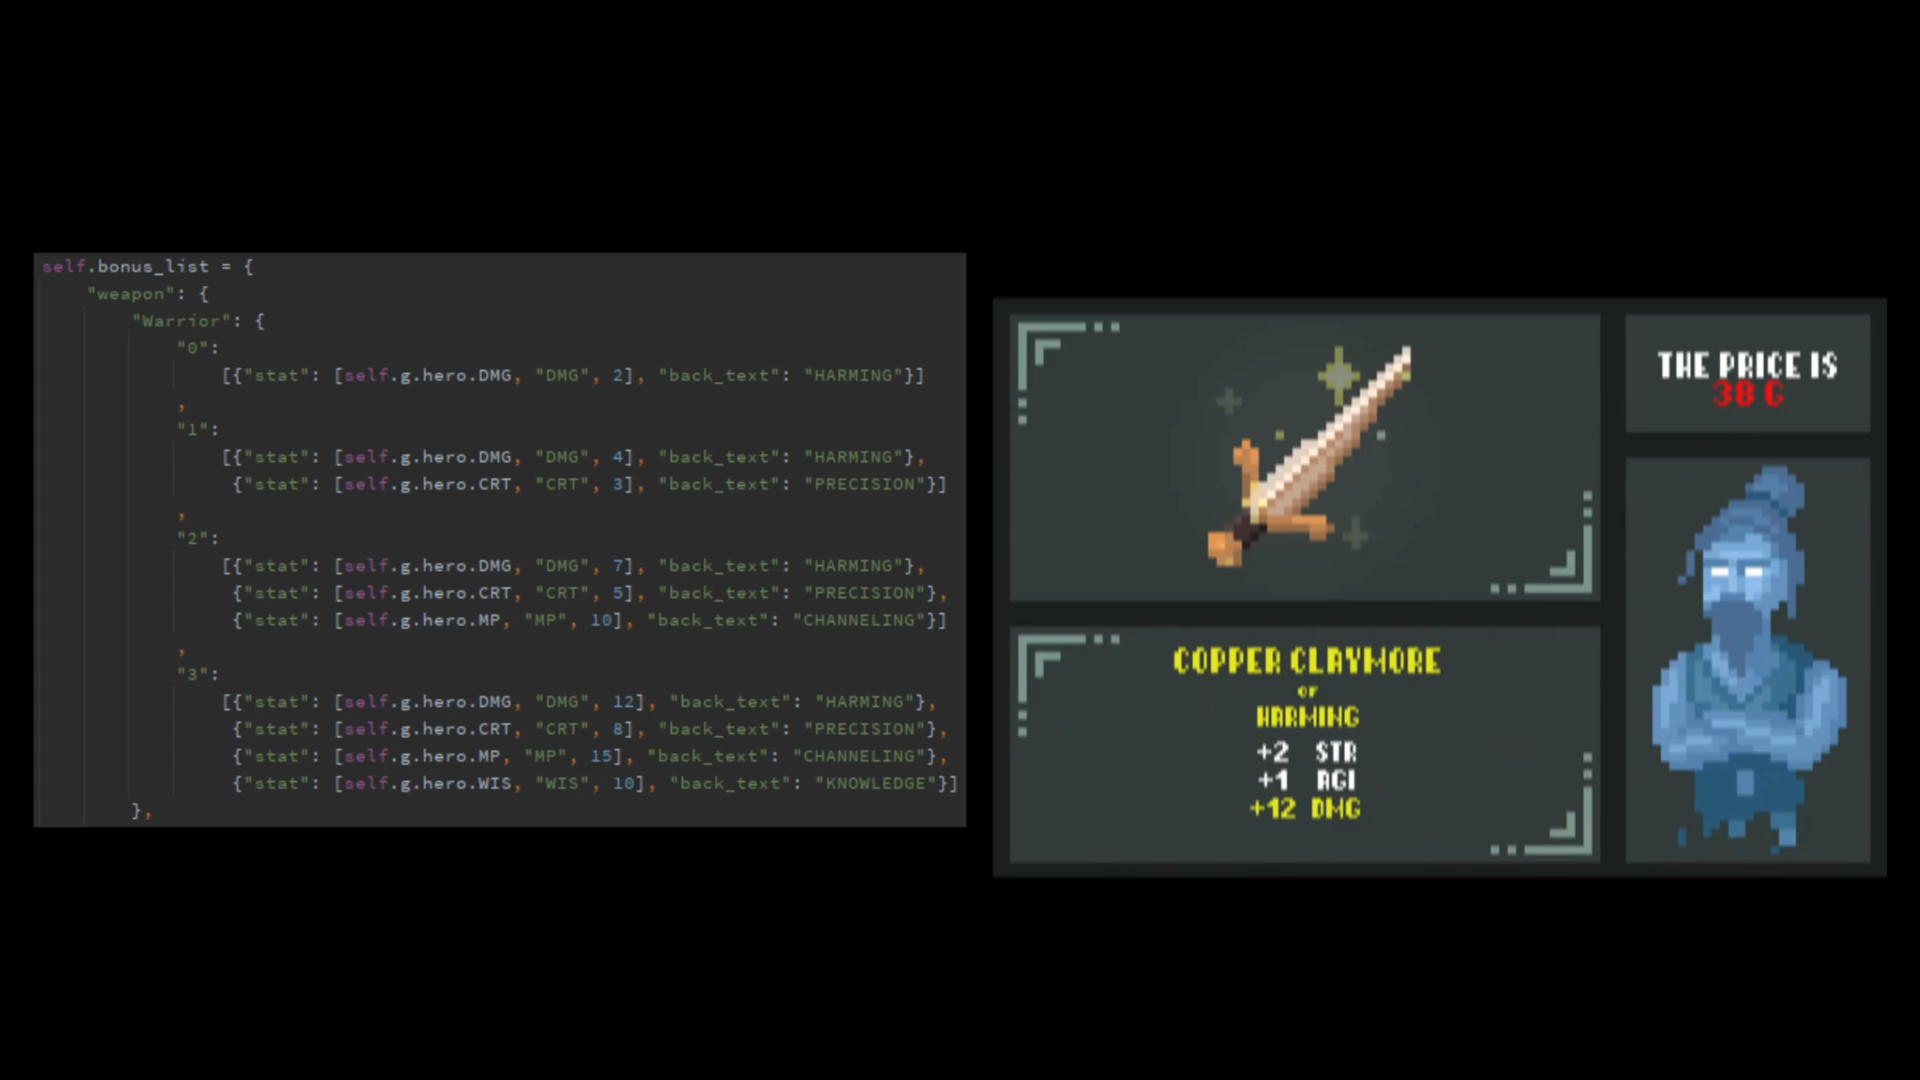 self.bonus_list = {
"weapon": {
"Warrior": {
"0":
[{"stat": [self.g.hero.DMG, "DMG", 2], "back_text": "HARMING"}]
,
"1":
[{"stat": [self.g.hero.DMG, "DMG", 4], "back_text": "HARMING"},
{"stat": [self.g.hero.CRT, "CRT", 3], "back_text": "PRECISION"}]
,
"2":
[{"stat": [self.g.hero.DMG, "DMG", 7], "back_text": "HARMING"},
{"stat": [self.g.hero.CRT, "CRT", 5], "back_text": "PRECISION"},
{"stat": [self.g.hero.MP, "MP", 10], "back_text": "CHANNELING"}]
,
"3":
[{"stat": [self.g.hero.DMG, "DMG", 12], "back_text": "HARMING"},
{"stat": [self.g.hero.CRT, "CRT", 8], "back_text": "PRECISION"},
{"stat": [self.g.hero.MP, "MP", 15], "back_text": "CHANNELING"},
{"stat": [self.g.hero.WIS, "WIS", 10], "back_text": "KNOWLEDGE"}]
},
THE PRICE IS
38 G
COPPER CLAYMORE
OF
HARMING
+2 STR
+1 AGI
+12 DMG